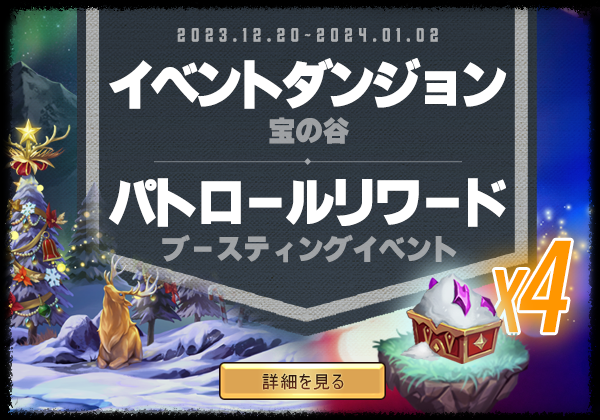 2023.12.20-2024.01.02
イベントダンジョン
宝の谷
パトロールリワード
ブースティングイベント
X4
詳細を見る